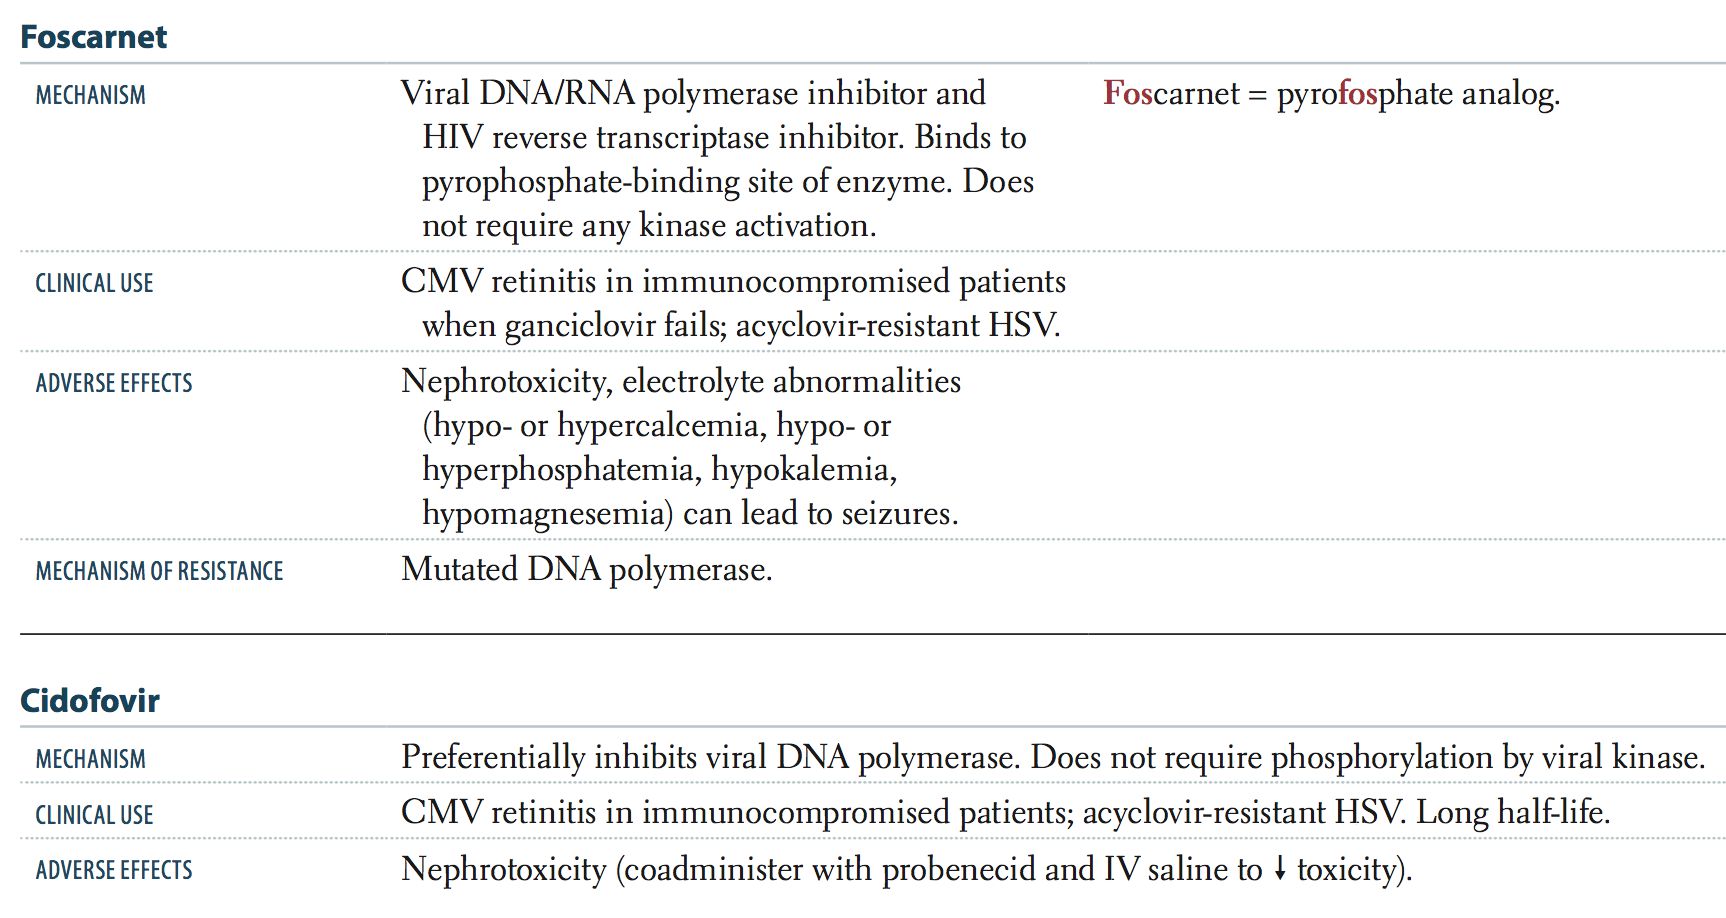 Foscarnet
MECHANISM
Viral DNA/RNA polymerase inhibitor and
HIV reverse transcriptase inhibitor. Binds to
pyrophosphate-binding site of enzyme. Does
not require any kinase activation.
Foscarnet = pyrofosphate analog.
CLINICAL USE
CMV retinitis in immunocompromised patients
when ganciclovir fails; acyclovir-resistant HSV.
ADVERSE EFFECTS
Nephrotoxicity, electrolyte abnormalities
(hypo- or hypercalcemia, hypo- or
hyperphosphatemia, hypokalemia,
hypomagnesemia) can lead to seizures.
MECHANISM OF RESISTANCE
Mutated DNA polymerase.
Cidofovir
MECHANISM
Preferentially inhibits viral DNA polymerase. Does not require phosphorylation by viral kinase.
CLINICAL USE
CMV retinitis in immunocompromised patients; acyclovir-resistant HSV. Long half-life.
ADVERSE EFFECTS
Nephrotoxicity (coadminister with probenecid and IV saline to ↓ toxicity).